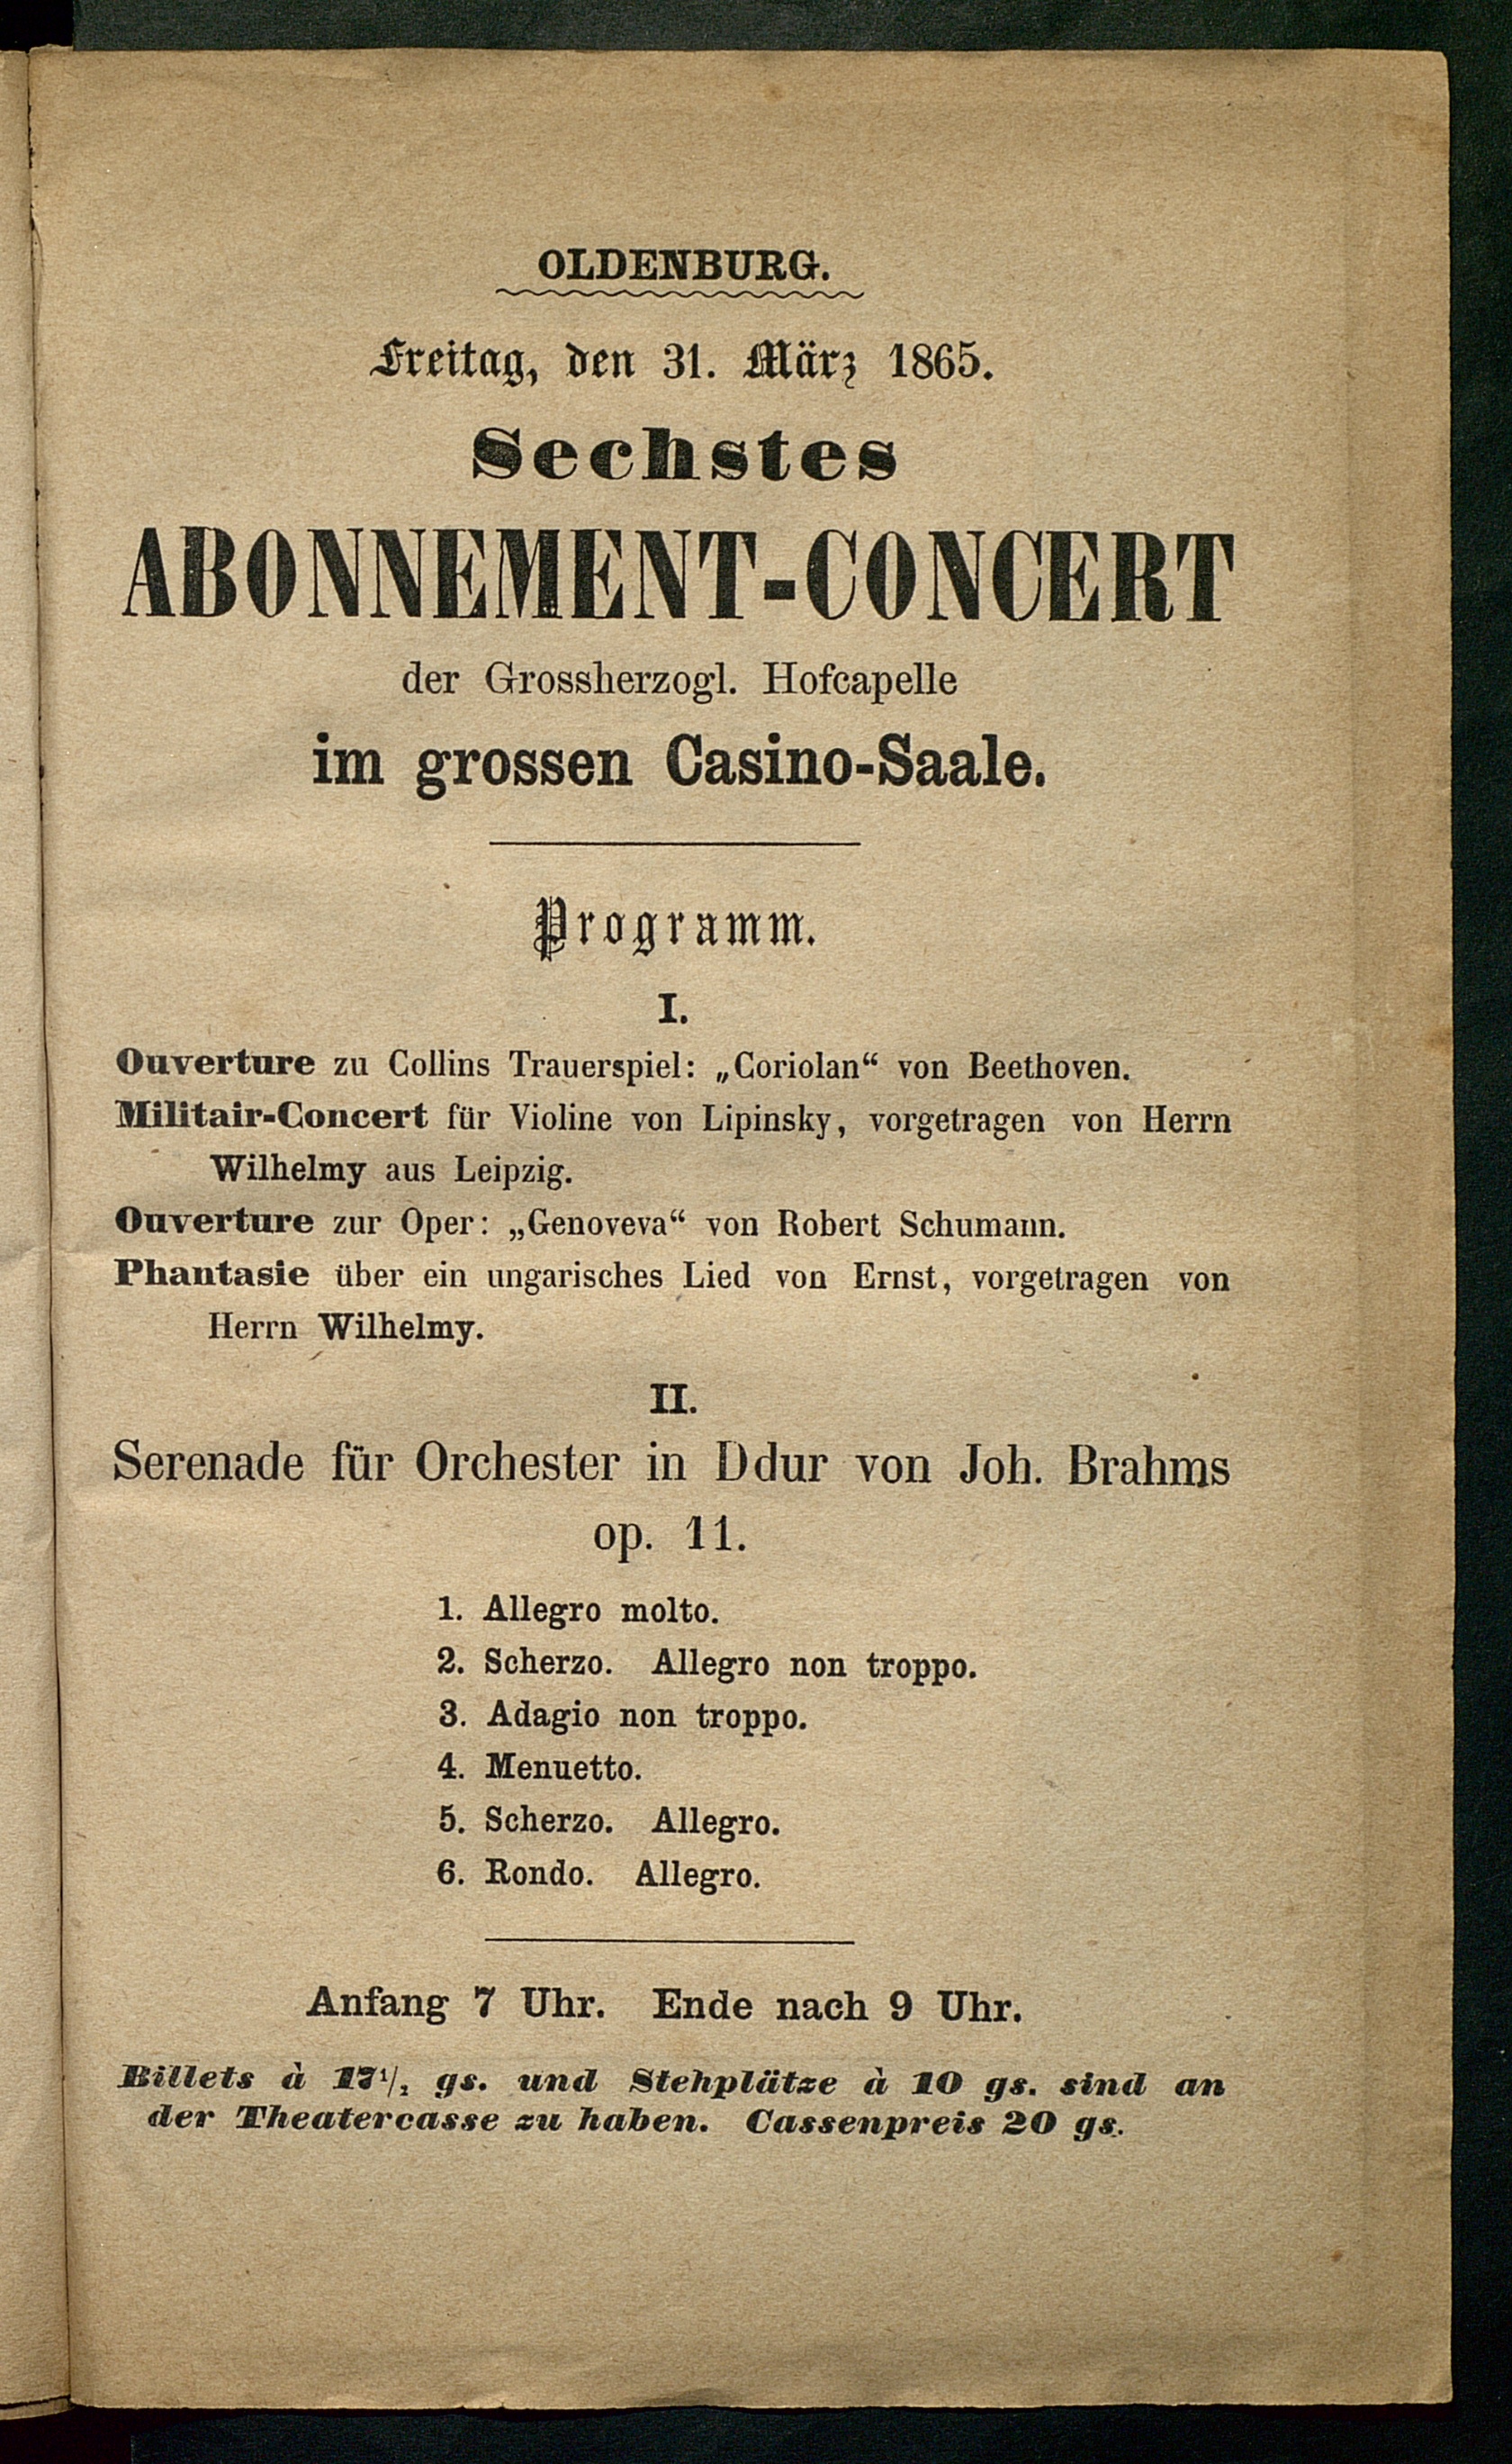 OLDENBURG.
Freitag, den 31. März 1865.
Sechstes
ABONNEMENT-CONCERT
der Grossherzogl. Hofcapelle
im grossen Casino-Saale.
Programm.
I.
Ouverture zu Collins Trauerspiel: „Coriolan“ von Beethoven.
Militair-Concert für Violine von Lipinsky, vorgetragen von Herrn
Wilhelmy aus Leipzig.
Ouverture zur Oper: „Genoveva“ von Robert Schumann.
Phantasie über ein ungarisches Lied von Ernst, vorgetragen von
Herrn Wilhelmy.
II.
Serenade für Orchester in Ddur von Joh. Brahms
op. 11.
1. Allegro molto.
2. Scherzo. Allegro non troppo.
3. Adagio non troppo.
4. Menuetto.
5. Scherzo. Allegro.
6. Rondo. Allegro.
Anfang 7 Uhr. Ende nach 9 Uhr.
Billets à 17½ gs. und Stehplätze à 10 gs. sind an
der Theatercasse zu haben. Cassenpreis 20 gs.